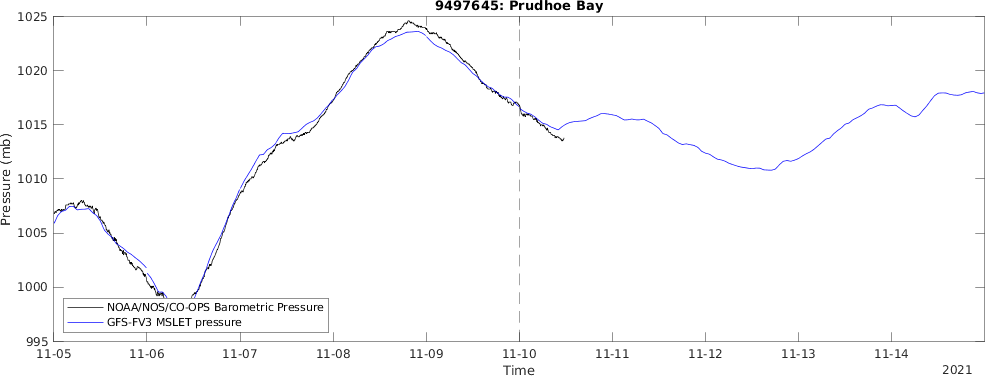 9497645: Prudhoe Bay
1025
1020
1015
1010
1005
1000
995
Pressure (mb)
NOAA/NOS/CO-OPS Barometric Pressure
GFS-FV3 MSLET pressure
11-05 11-06 11-07 11-08 11-09 11-10 11-11 11-12 11-13 11-14
Time
2021